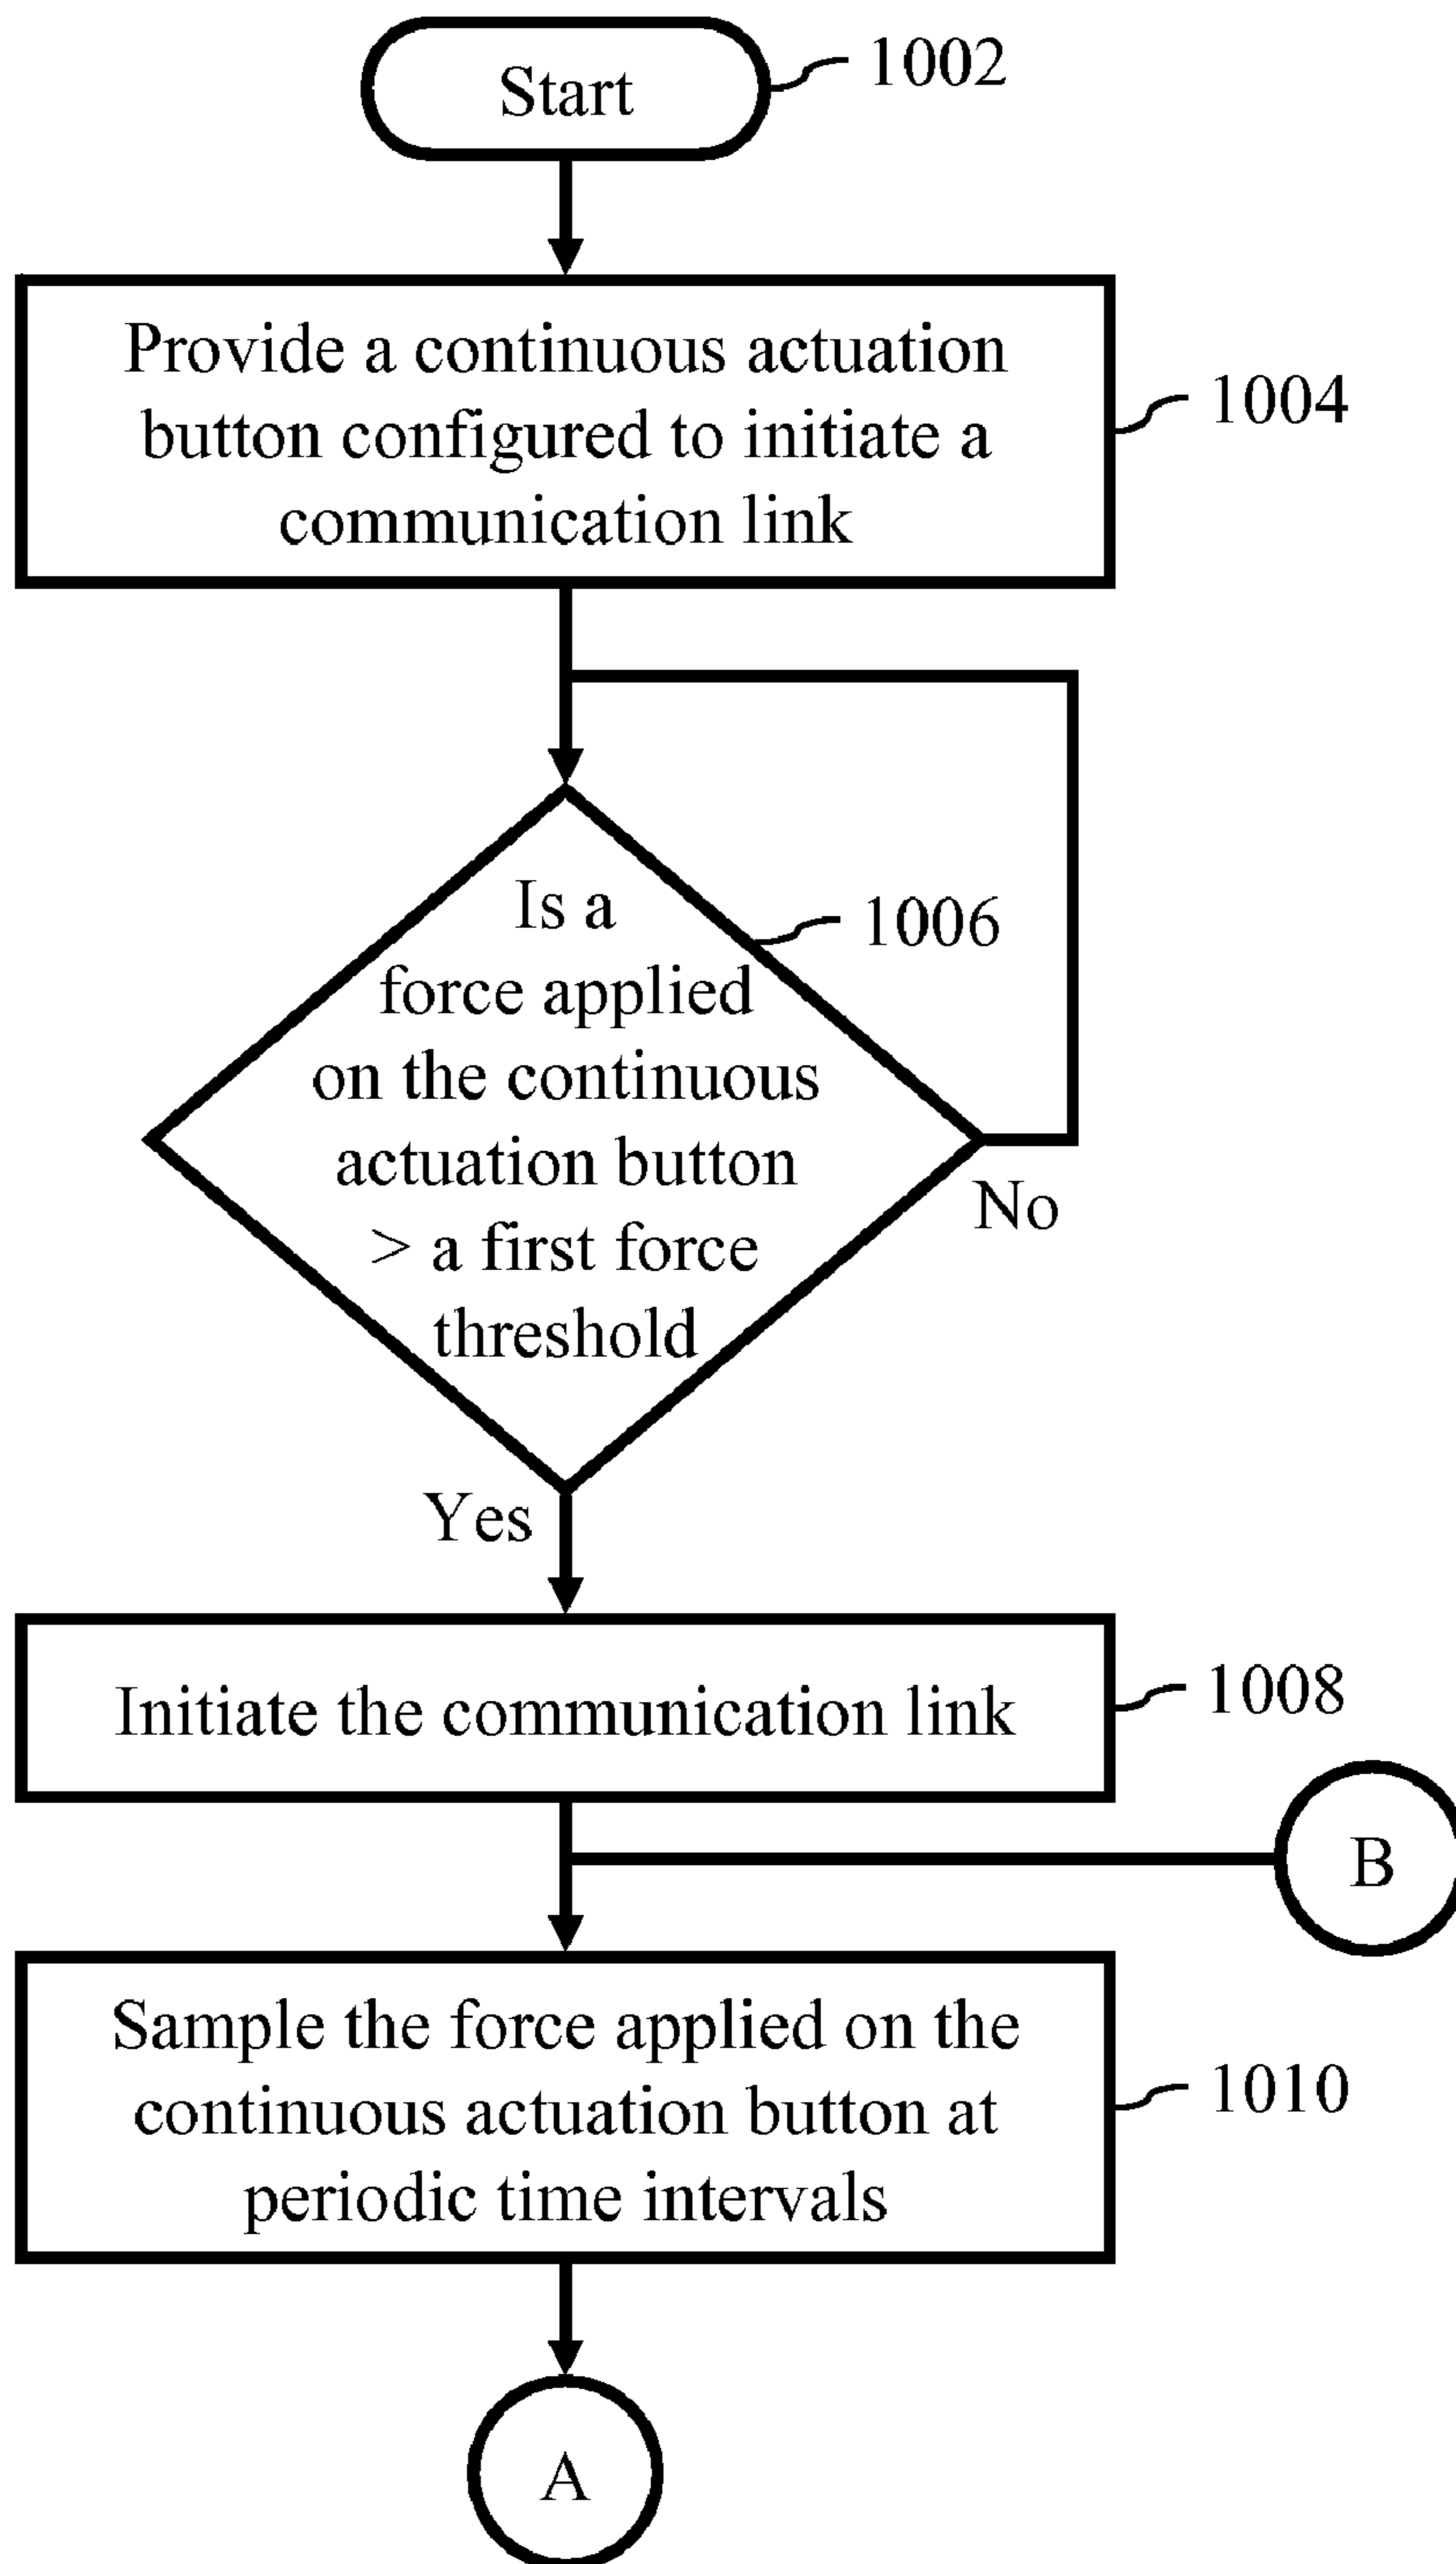 Start
1002
Provide a continuous actuation
button configured to initiate a
communication link
1004
Is a
force applied
on the continuous
actuation button
> a first force
threshold
1006
No
Yes
Initiate the communication link
1008
B
Sample the force applied on the
continuous actuation button at
periodic time intervals
1010
A